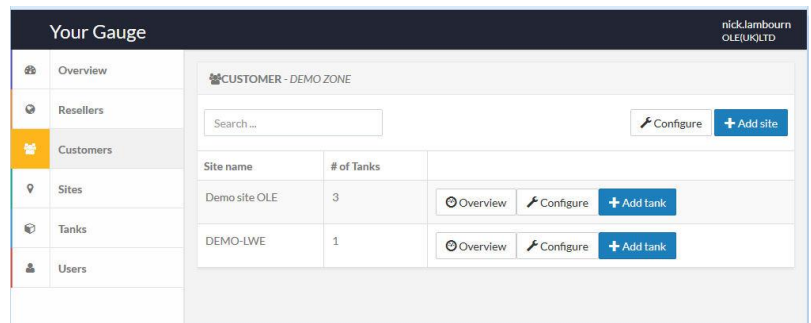 Your Gauge
nick.lambourn
OLE(UK)LTD
Overview
Resellers
Customers
Sites
Tanks
Users
CUSTOMER - DEMO ZONE
Search ...
Configure
+ Add site
Site name # of Tanks
Demo site OLE 3 Overview Configure + Add tank
DEMO-LWE 1 Overview Configure + Add tank